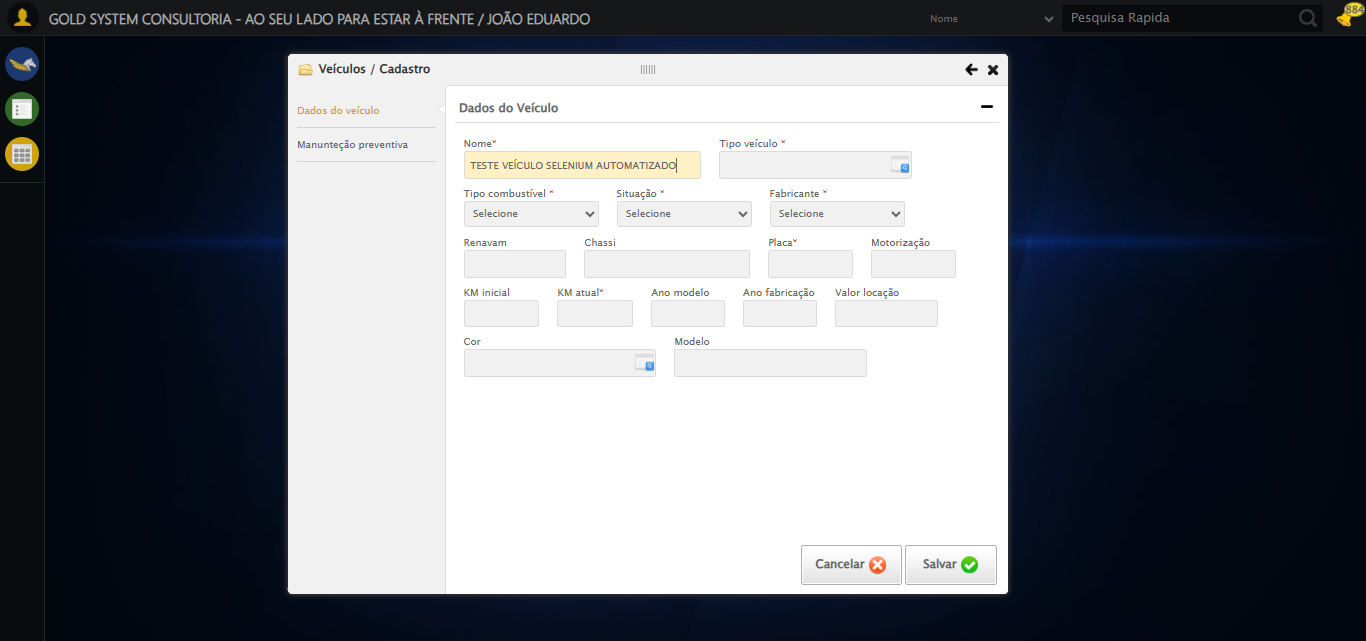 GOLD SYSTEM CONSULTORIA - AO SEU LADO PARA ESTAR À FRENTE / JOÃO EDUARDO
Nome
Pesquisa Rapida
884
Veículos / Cadastro
Dados do veículo
Manunteção preventiva
Dados do Veículo
Nome* Tipo veículo *
TESTE VEÍCULO SELENIUM AUTOMATIZADO
Tipo combustível * Situação * Fabricante *
Selecione Selecione Selecione
Renavam Chassi Placa* Motorização
KM inicial KM atual* Ano modelo Ano fabricação Valor locação
Cor Modelo
Cancelar Salvar